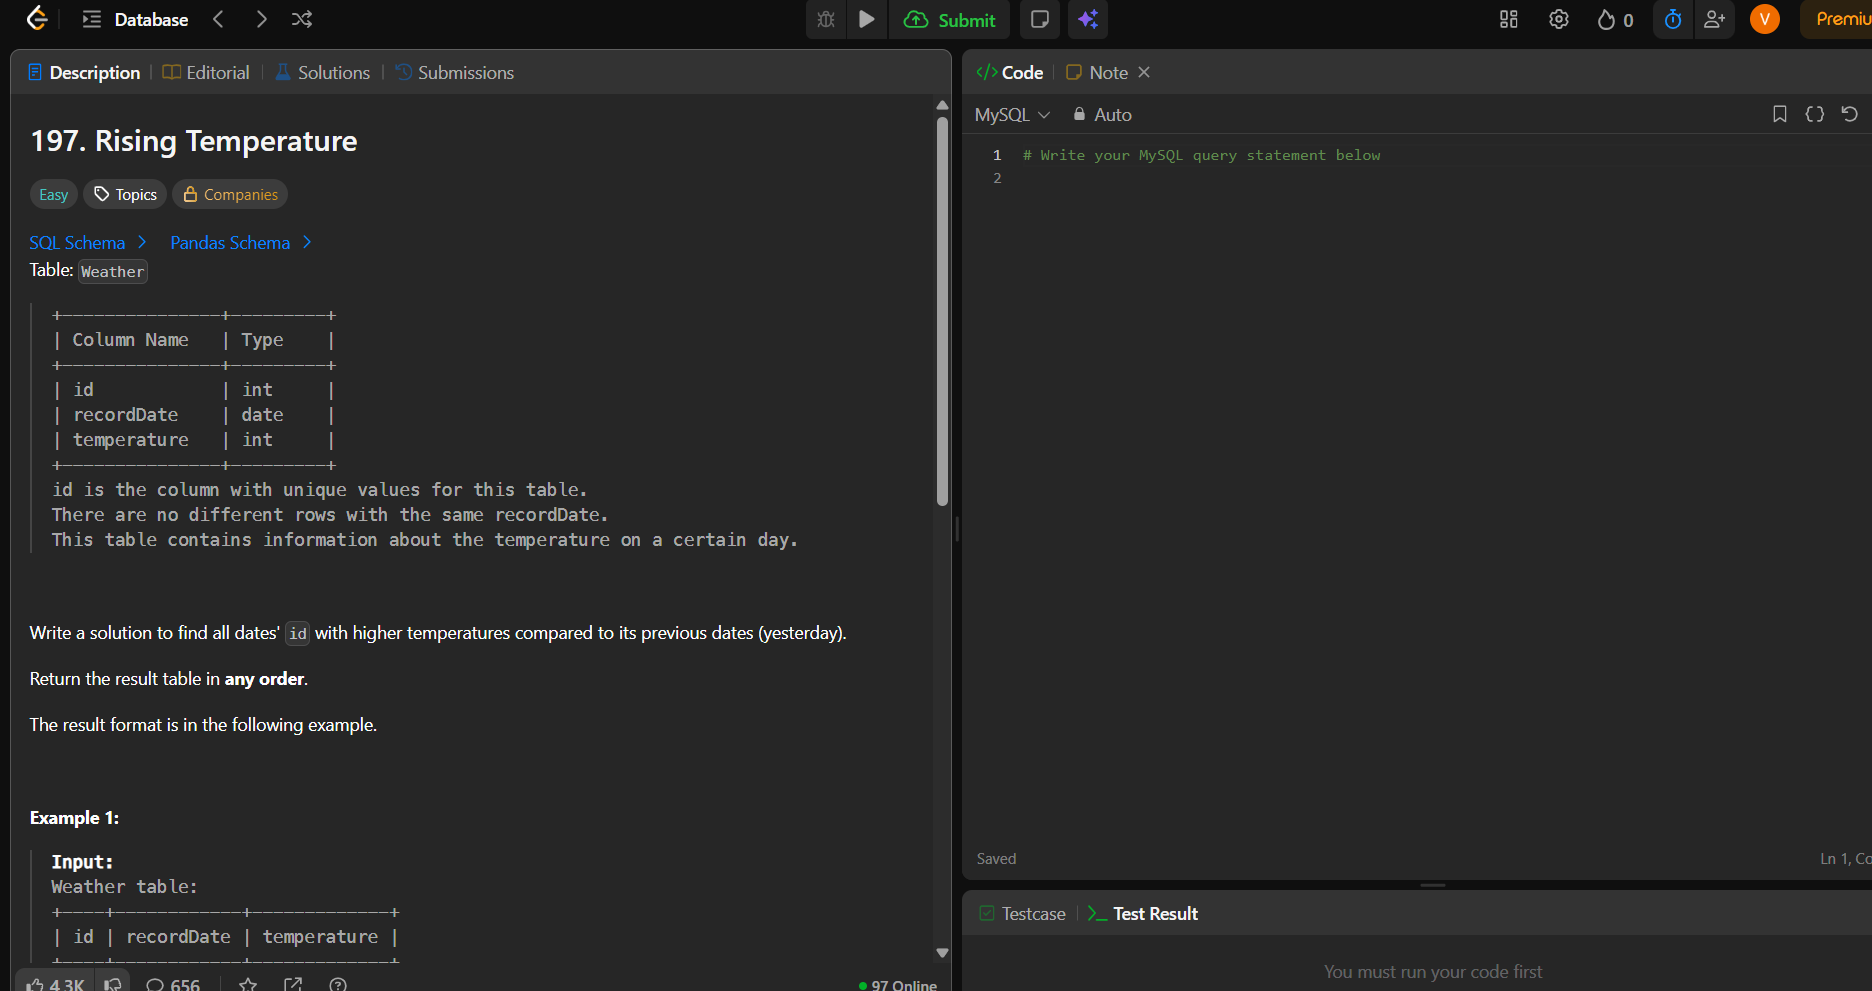 Database
Submit
0
V
Premiu
Description
Editorial
Solutions
Submissions
197. Rising Temperature
Easy
Topics
Companies
SQL Schema
Pandas Schema
Table: Weather
+---------------+---------+
| Column Name   | Type    |
+---------------+---------+
| id            | int     |
| recordDate    | date    |
| temperature   | int     |
+---------------+---------+
id is the column with unique values for this table.
There are no different rows with the same recordDate.
This table contains information about the temperature on a certain day.
Write a solution to find all dates' id with higher temperatures compared to its previous dates (yesterday).
Return the result table in any order.
The result format is in the following example.
Example 1:
Input:
Weather table:
+----+------------+-------------+
| id | recordDate | temperature |
+----+------------+-------------+
4.3K
656
97 Online
Code
Note
MySQL
Auto
1 # Write your MySQL query statement below
2
Saved
Ln 1, Co
Testcase
Test Result
You must run your code first